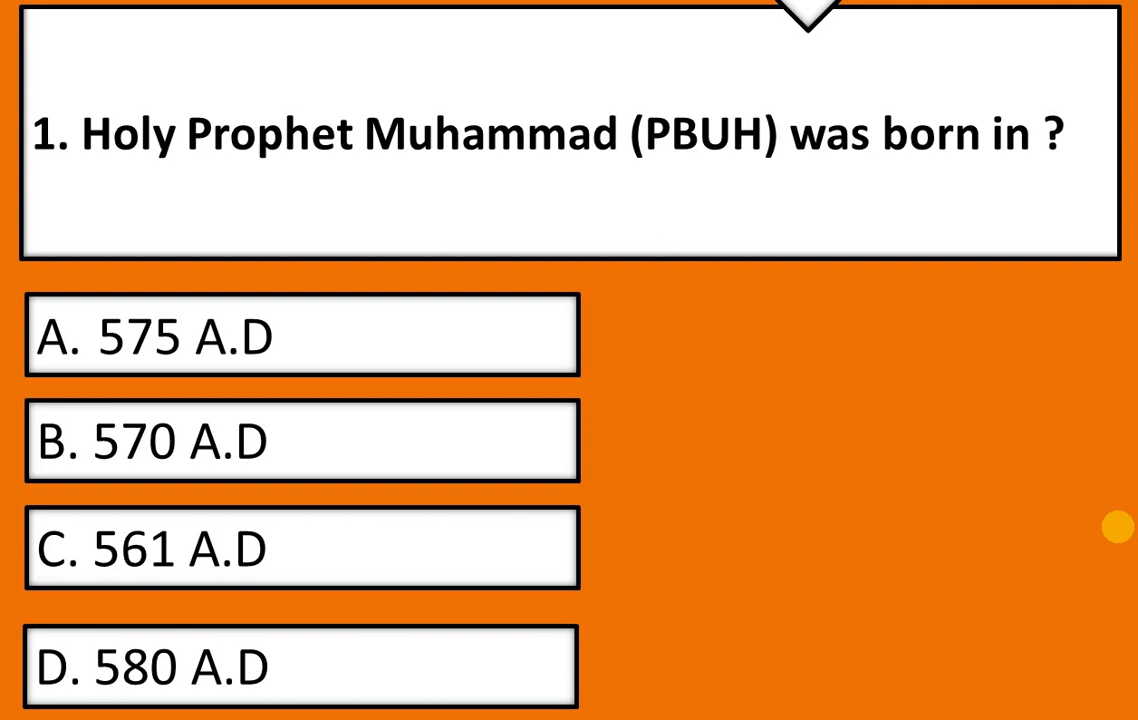 1. Holy Prophet Muhammad (PBUH) was born in ?
A. 575 A.D
B. 570 A.D
C. 561 A.D
D. 580 A.D